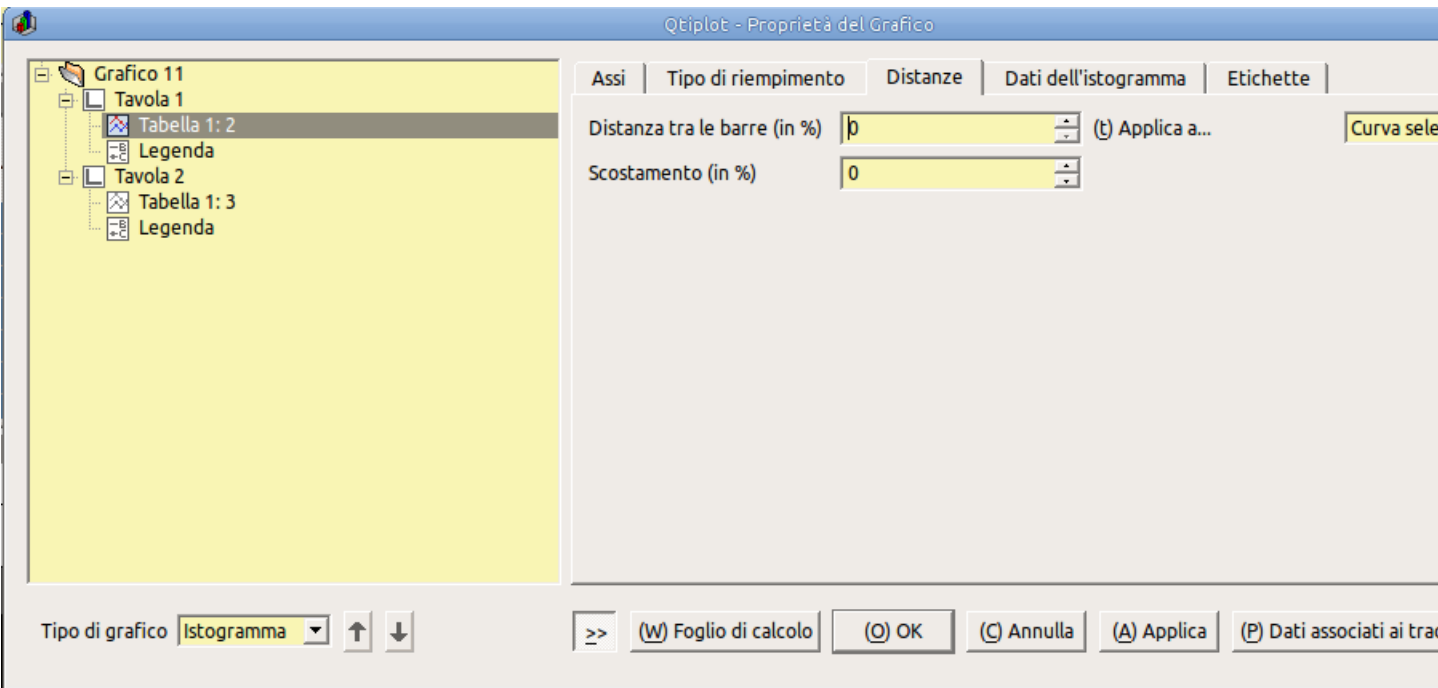 Qtiplot - Proprietà del Grafico
Grafico 11
Tavola 1
Tabella 1: 2
Legenda
Tavola 2
Tabella 1: 3
Legenda
Assi Tipo di riempimento Distanze Dati dell'istogramma Etichette
Distanza tra le barre (in %) 0 (t) Applica a... Curva sele
Scostamento (in %) 0
Tipo di grafico Istogramma >> (W) Foglio di calcolo (O) OK (C) Annulla (A) Applica (P) Dati associati ai trac